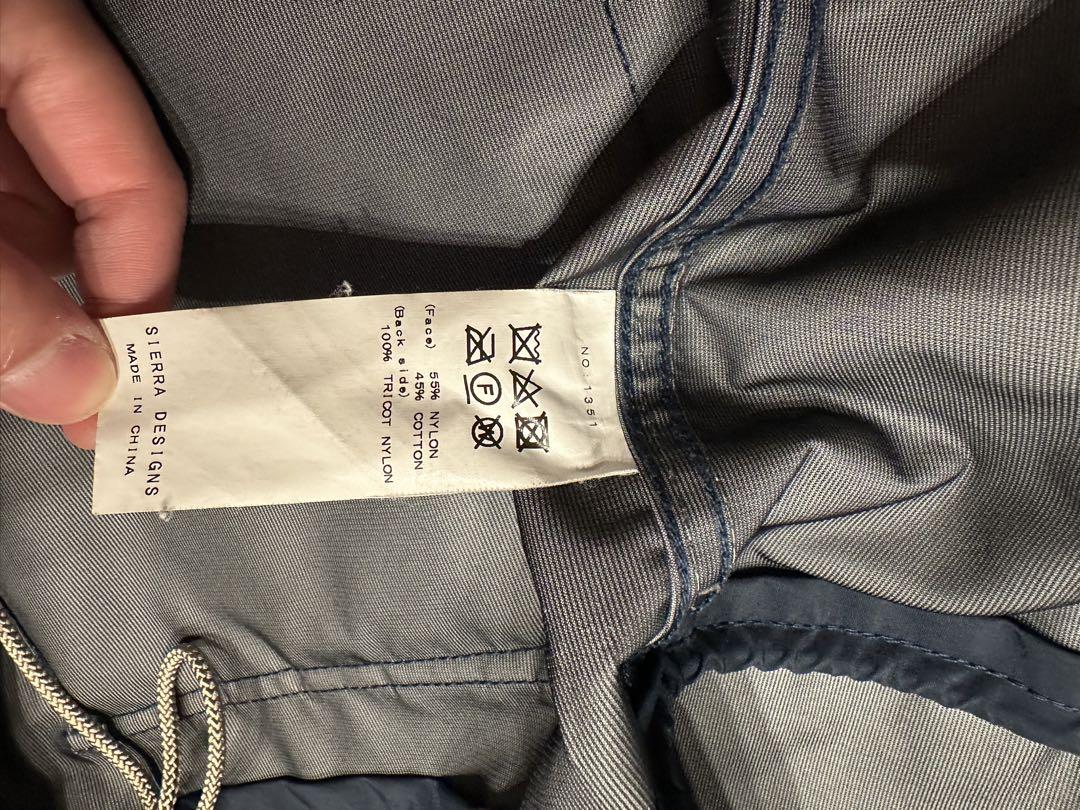 NO:1351
F
(Face)
55% NYLON
45% COTTON
(Back side)
100% TRICOT NYLON
SIERRA DESIGNS
MADE IN CHINA